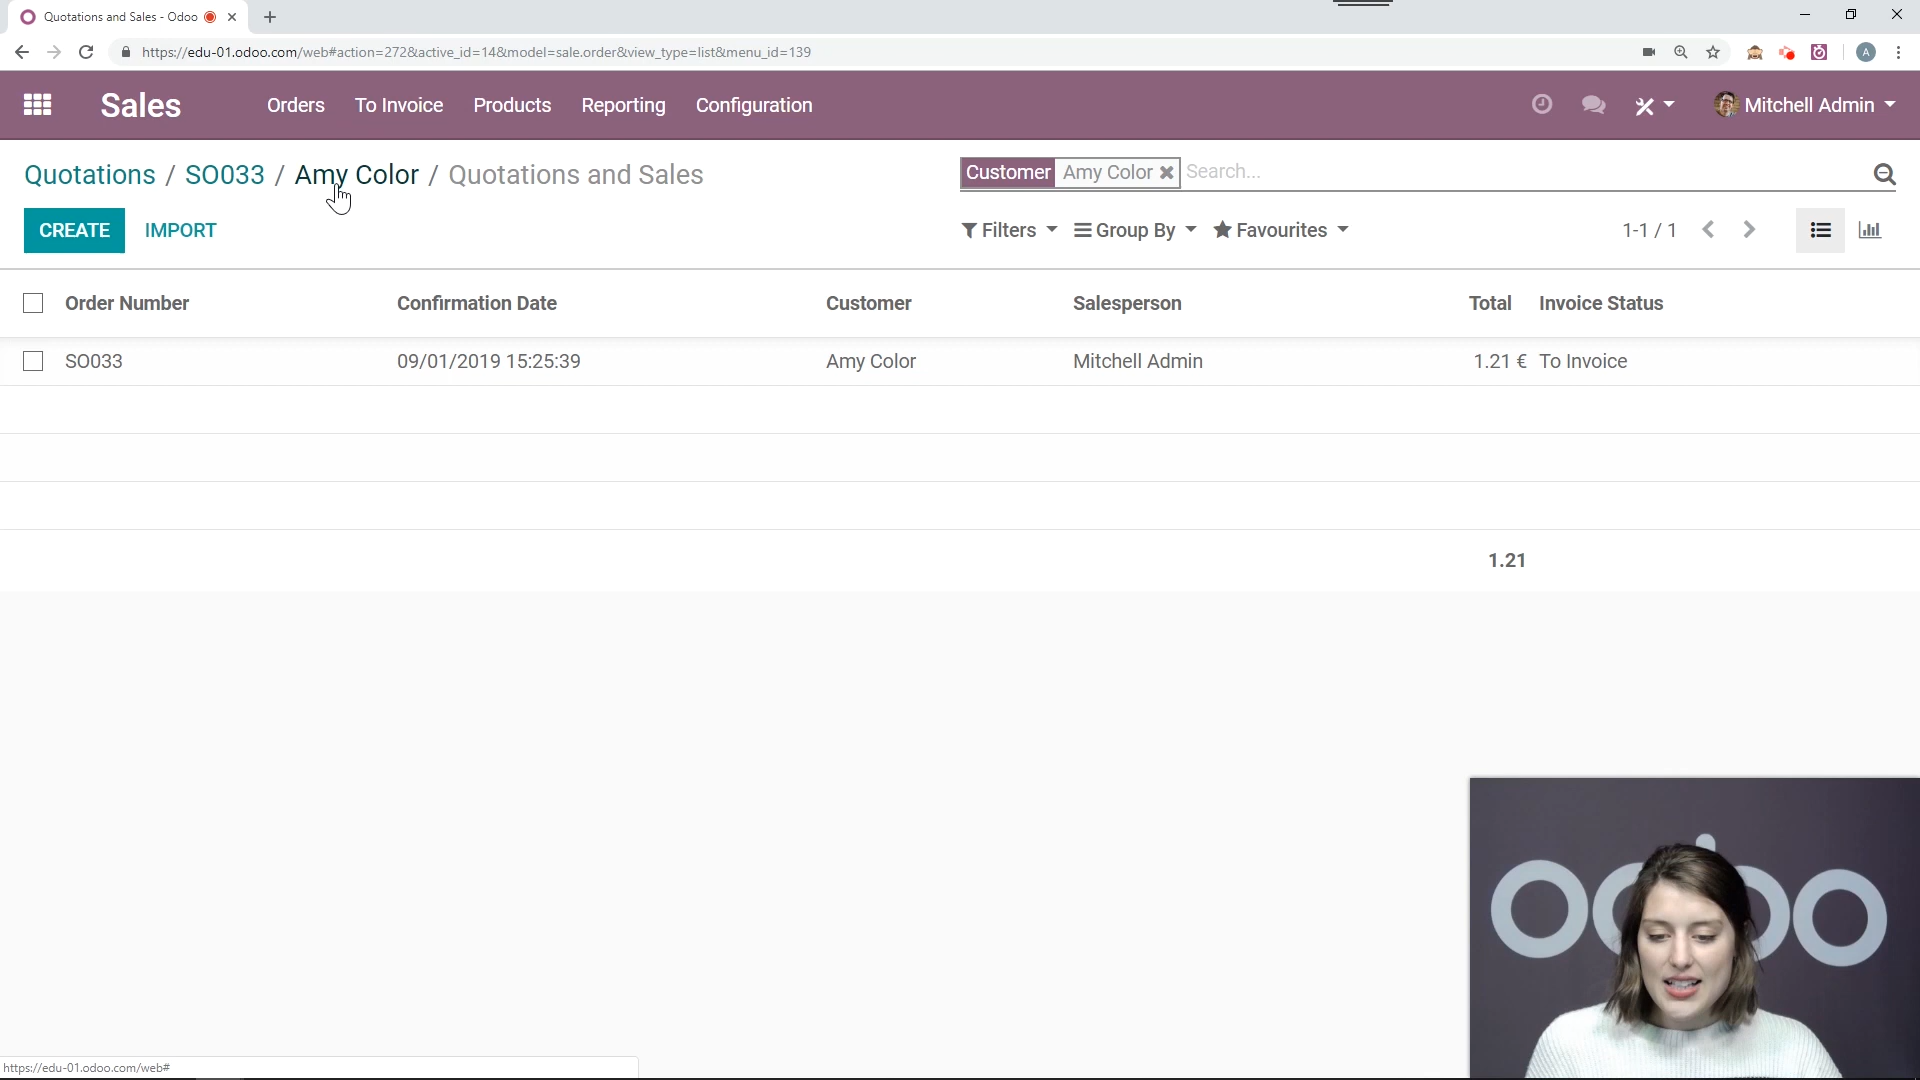 Quotations and Sales - Odoo
https://edu-01.odoo.com/web#action=272&active_id=14&model=sale.order&view_type=list&menu_id=139
A
Sales Orders To Invoice Products Reporting Configuration Mitchell Admin
Quotations / SO033 / Amy Color / Quotations and Sales
Customer Amy Color Search...
CREATE IMPORT Filters Group By Favourites 1-1 / 1
Order Number Confirmation Date Customer Salesperson Total Invoice Status
SO033 09/01/2019 15:25:39 Amy Color Mitchell Admin 1.21 € To Invoice
1.21
odoo
https://edu-01.odoo.com/web#